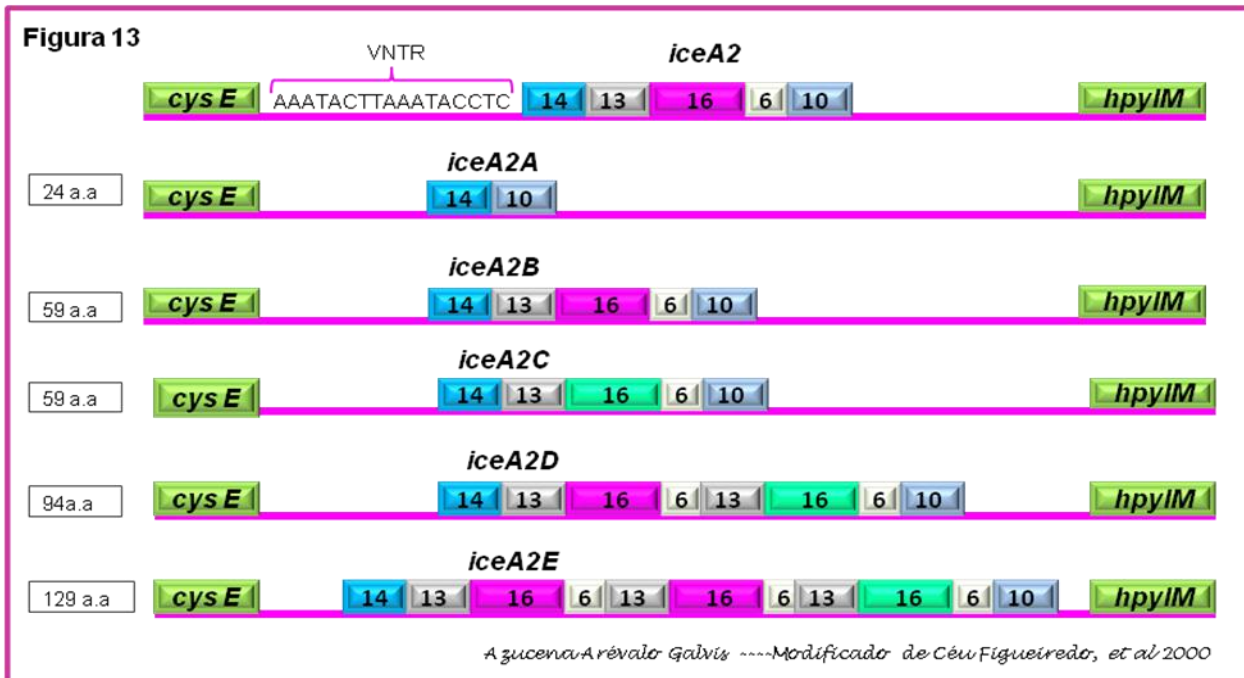 Figura 13
VNTR
iceA2
cys E AAATACTTAAATACCTC 14 13 16 6 10 hpyIM
iceA2A
24 a.a cys E 14 10 hpyIM
iceA2B
59 a.a cys E 14 13 16 6 10 hpyIM
iceA2C
59 a.a cys E 14 13 16 6 10 hpyIM
iceA2D
94a.a cys E 14 13 16 6 13 16 6 10 hpyIM
iceA2E
129 a.a cys E 14 13 16 6 13 16 6 13 16 6 10 hpyIM
Azucena Arévalo Galvis ~~~~Modificado de Céu Figueiredo, et al 2000